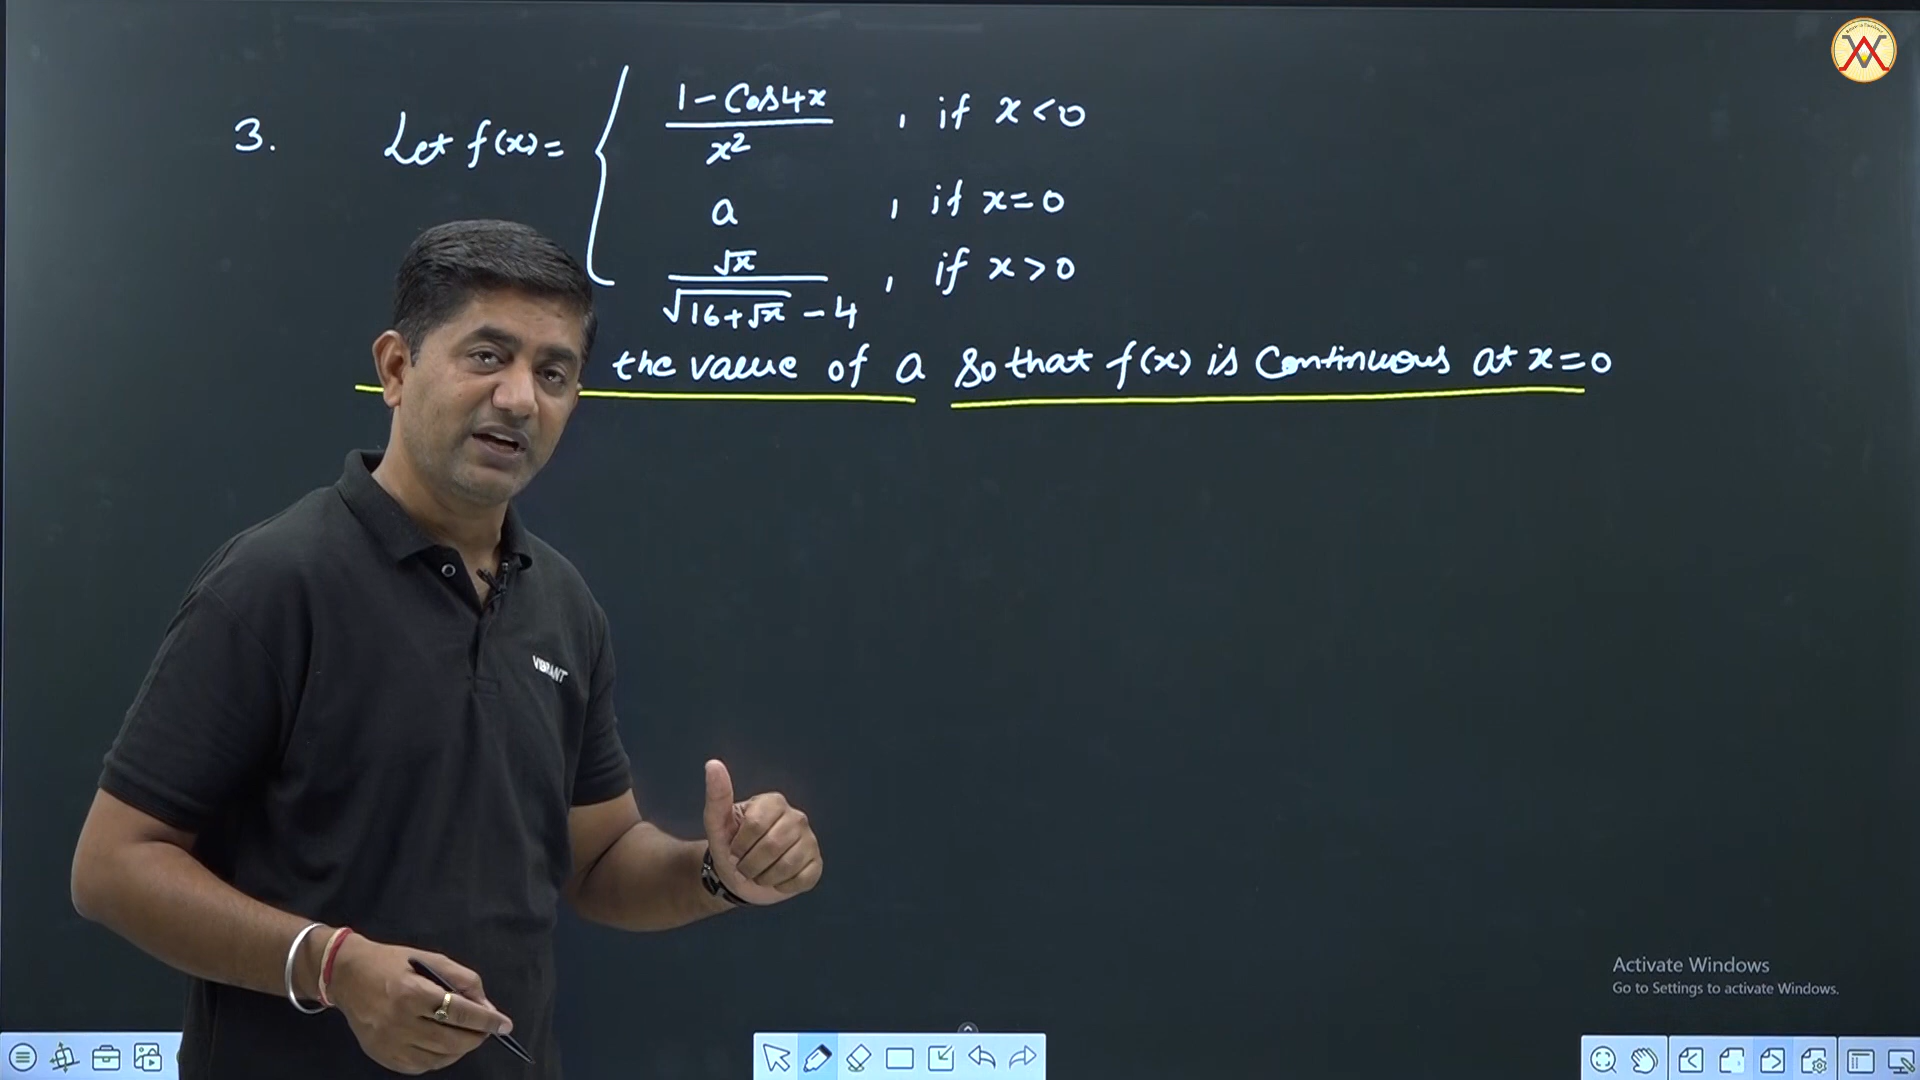 3. Let f(x) = { 1 - Cos4x / x² , if x < 0
a , if x = 0
√x / √(16+√x) - 4 , if x > 0
the value of a so that f(x) is Continuous at x = 0
VIBRANT
Activate Windows
Go to Settings to activate Windows.